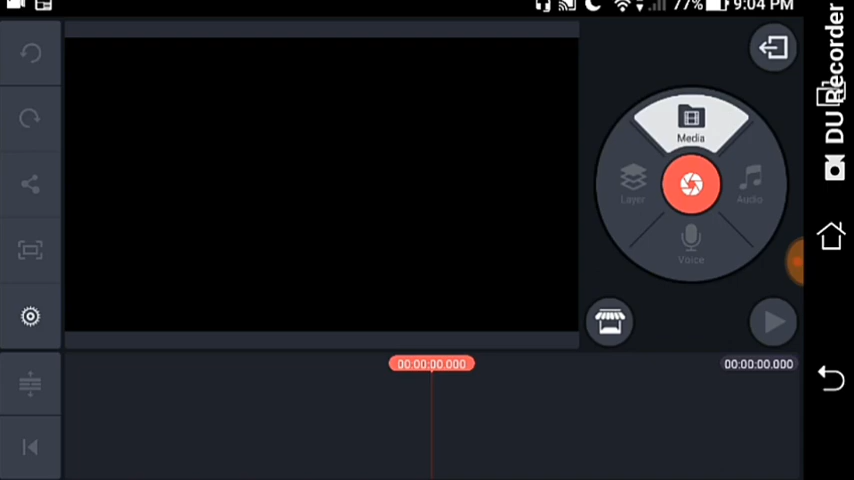 77% 9:04 PM
DU Recorder
Media
Layer
Audio
Voice
00:00:00.000
00:00:00.000